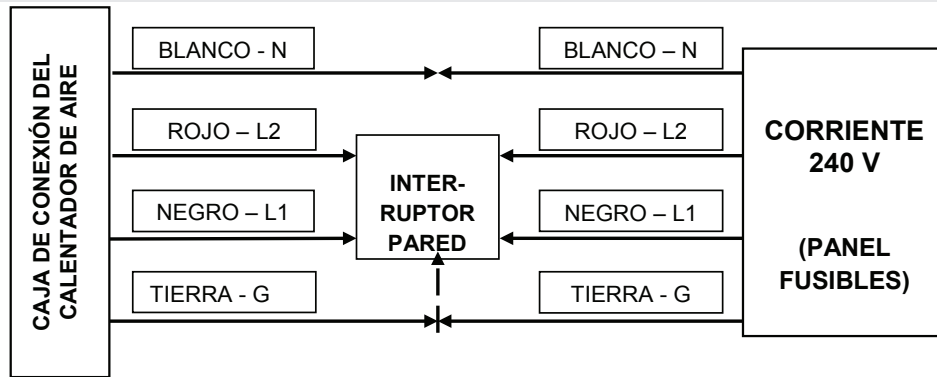 CAJA DE CONEXIÓN DEL
CALENTADOR DE AIRE
BLANCO - N
ROJO – L2
NEGRO – L1
TIERRA - G
INTER-
RUPTOR
PARED
BLANCO – N
ROJO – L2
NEGRO – L1
TIERRA - G
CORRIENTE
240 V
(PANEL
FUSIBLES)